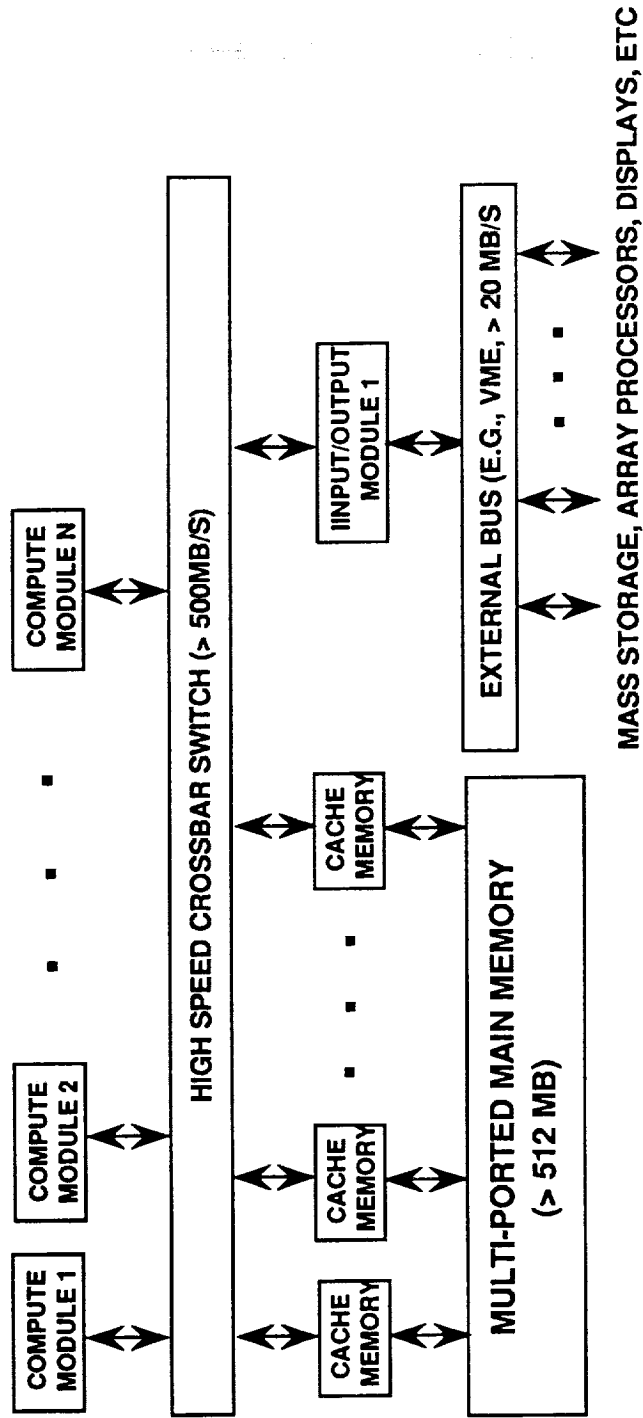 COMPUTE
MODULE 1
COMPUTE
MODULE 2
COMPUTE
MODULE N
HIGH SPEED CROSSBAR SWITCH (> 500MB/S)
CACHE
MEMORY
CACHE
MEMORY
CACHE
MEMORY
IINPUT/OUTPUT
MODULE 1
MULTI-PORTED MAIN MEMORY
(> 512 MB)
EXTERNAL BUS (E.G., VME, > 20 MB/S
MASS STORAGE, ARRAY PROCESSORS, DISPLAYS, ETC